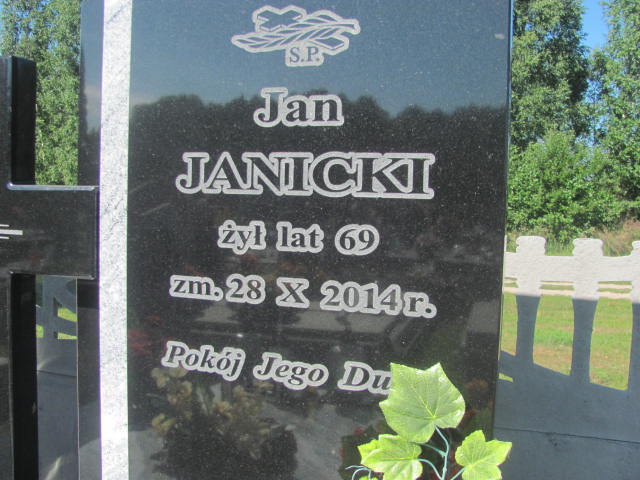 S.P.
Jan
JANICKI
żył lat 69
zm. 28 X 2014 r.
Pokój Jego